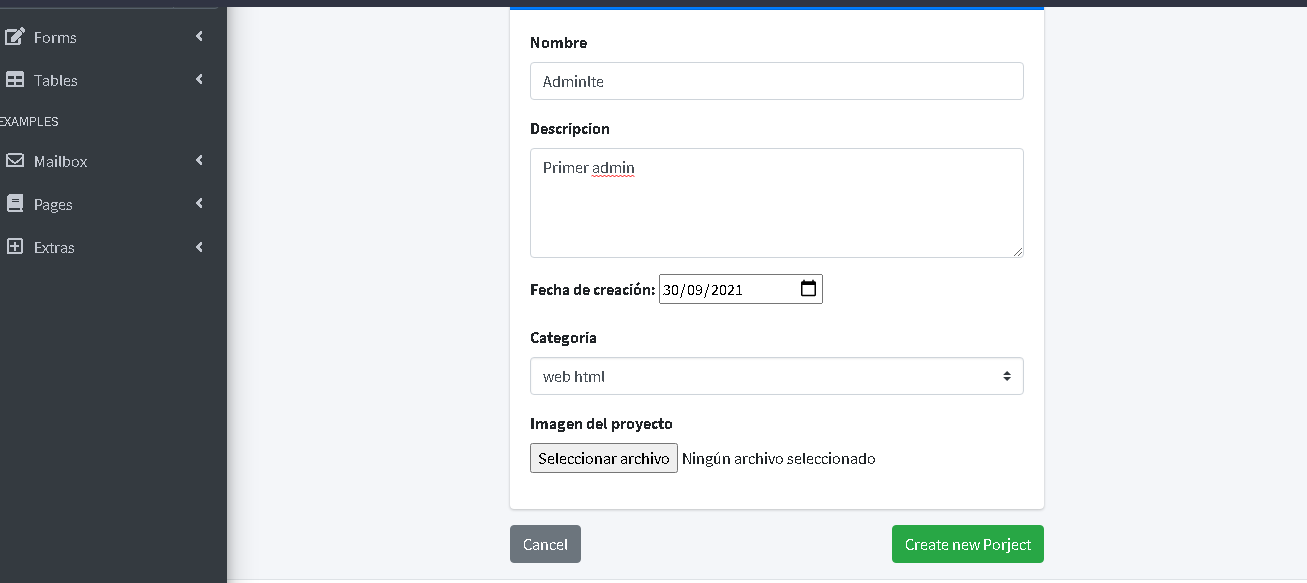 Forms
Tables
EXAMPLES
Mailbox
Pages
Extras
Nombre
Adminlte
Descripcion
Primer admin
Fecha de creación: 30/09/2021
Categoría
web html
Imagen del proyecto
Seleccionar archivo Ningún archivo seleccionado
Cancel
Create new Porject